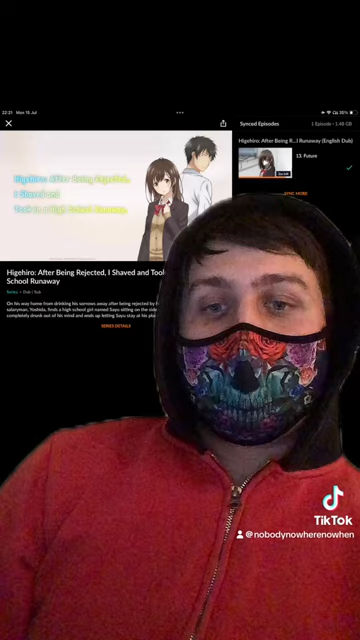 22:21 Mon 15 Jul
35%
Synced Episodes
1 Episode • 1.48 GB
Higehiro: After Being R...I Runaway (English Dub)
13. Future
SYNC MORE
Higehiro: After Being Rejected,
I Shaved and
Took in a High School Runaway.
Higehiro: After Being Rejected, I Shaved and Took
School Runaway
Series • Dub | Sub
On his way home from drinking his sorrows away after being rejected by
salaryman, Yoshida, finds a high school girl named Sayu sitting on the side
completely drunk out of his mind and ends up letting Sayu stay at his
SERIES DETAILS
TikTok
@nobodynowherenowhen